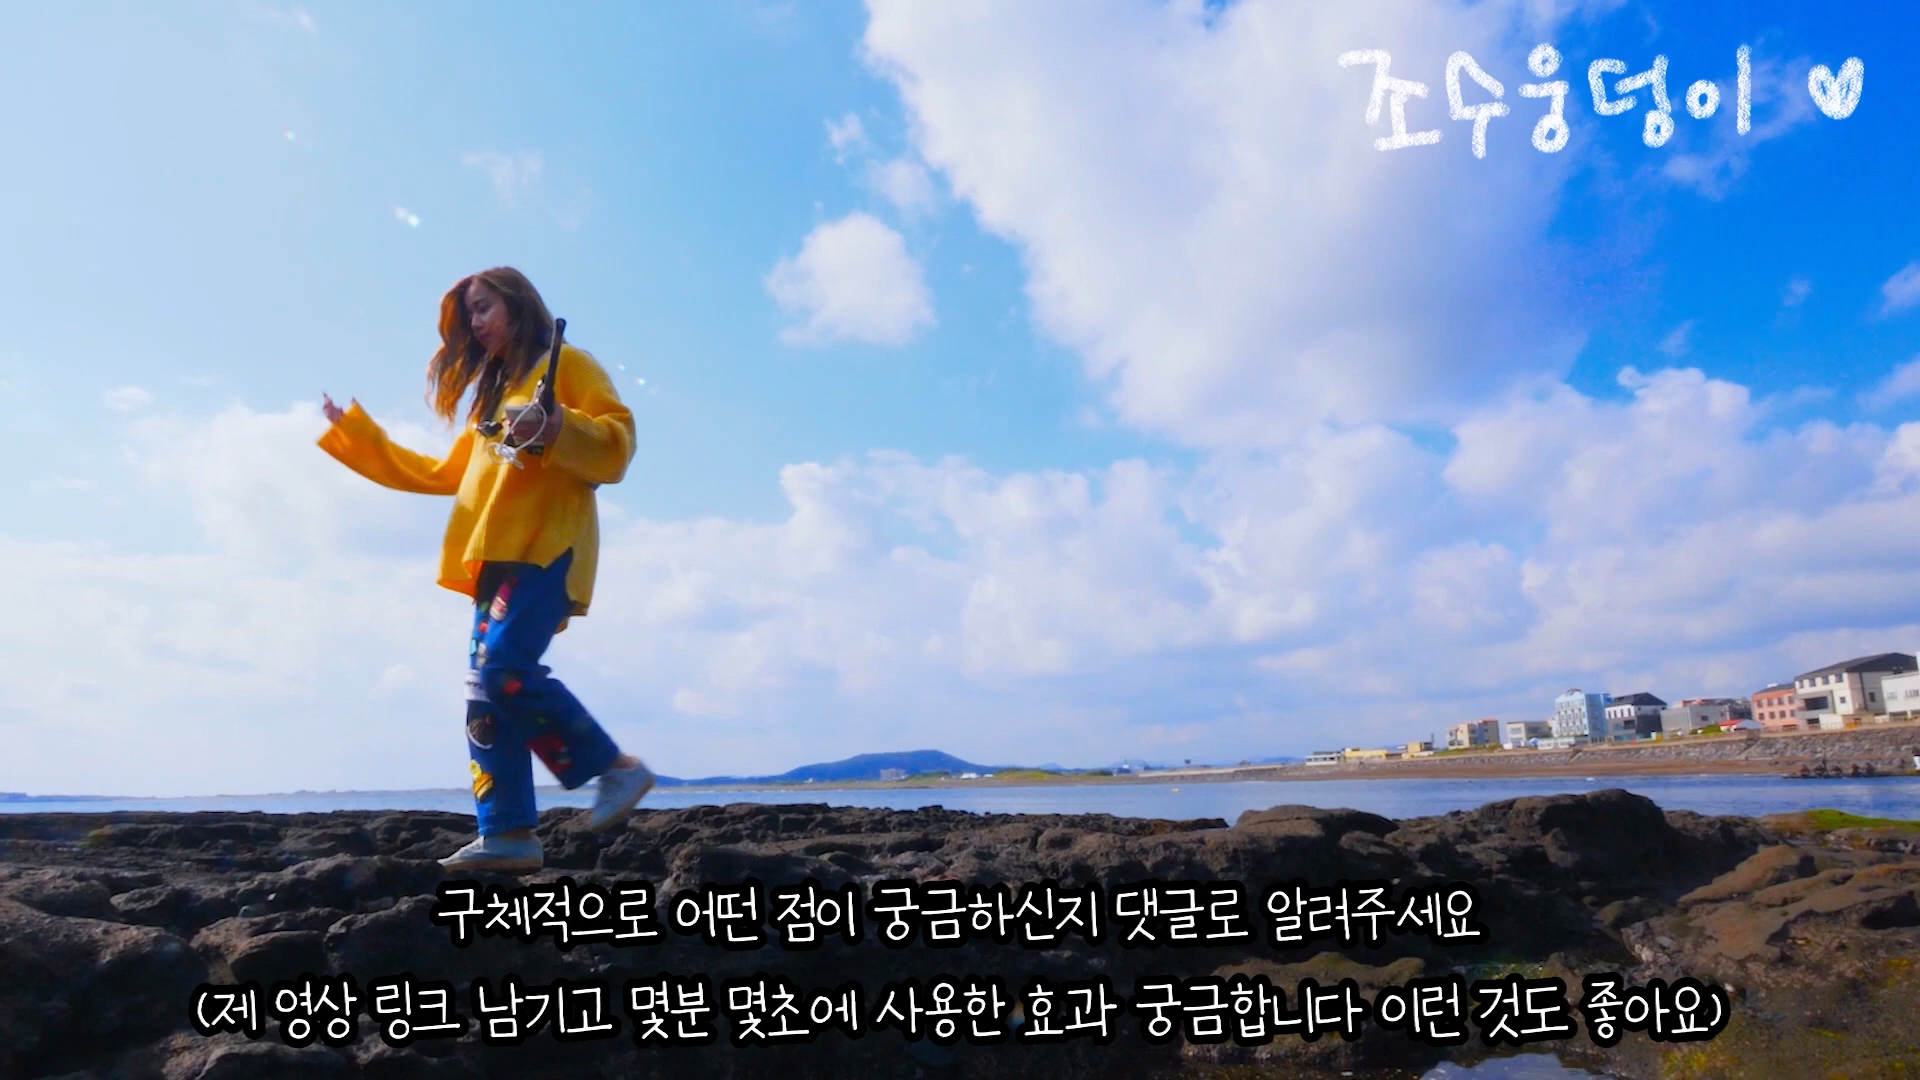 조수웅덩이
구체적으로 어떤 점이 궁금하신지 댓글로 알려주세요
(제 영상 링크 남기고 몇분 몇초에 사용한 효과 궁금합니다 이런 것도 좋아요)